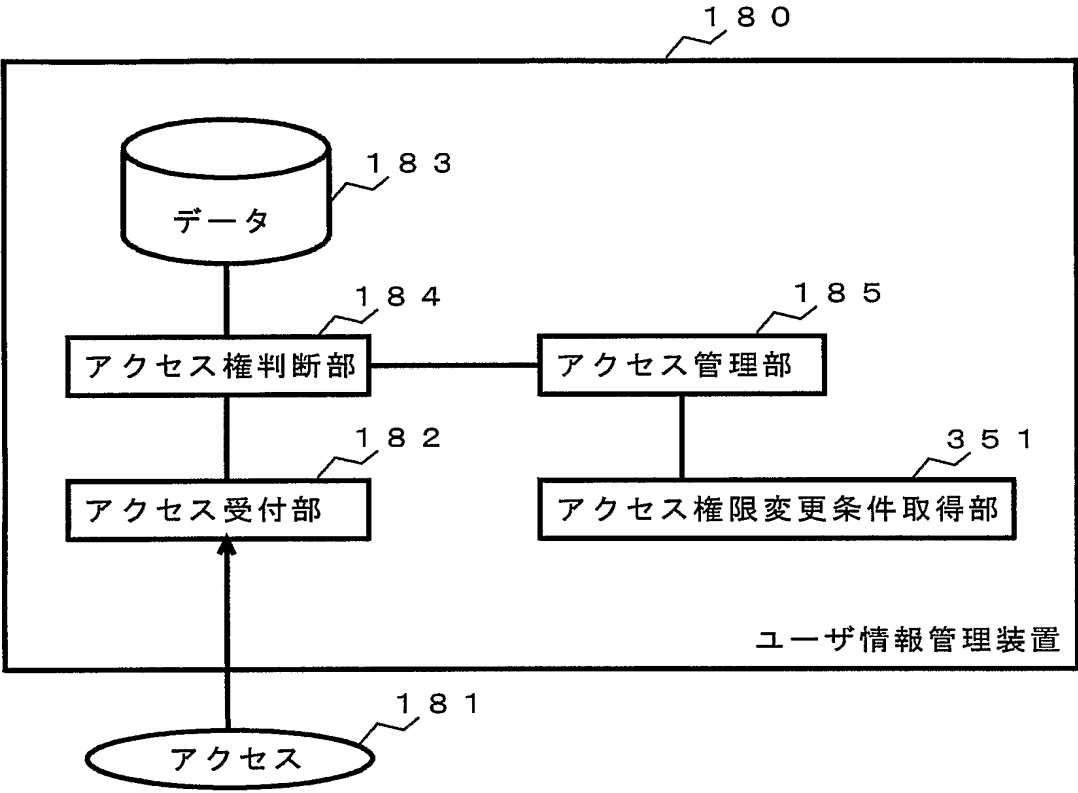 １８０
１８３
データ
１８４
１８５
アクセス権判断部
アクセス管理部
１８２
３５１
アクセス受付部
アクセス権限変更条件取得部
ユーザ情報管理装置
１８１
アクセス